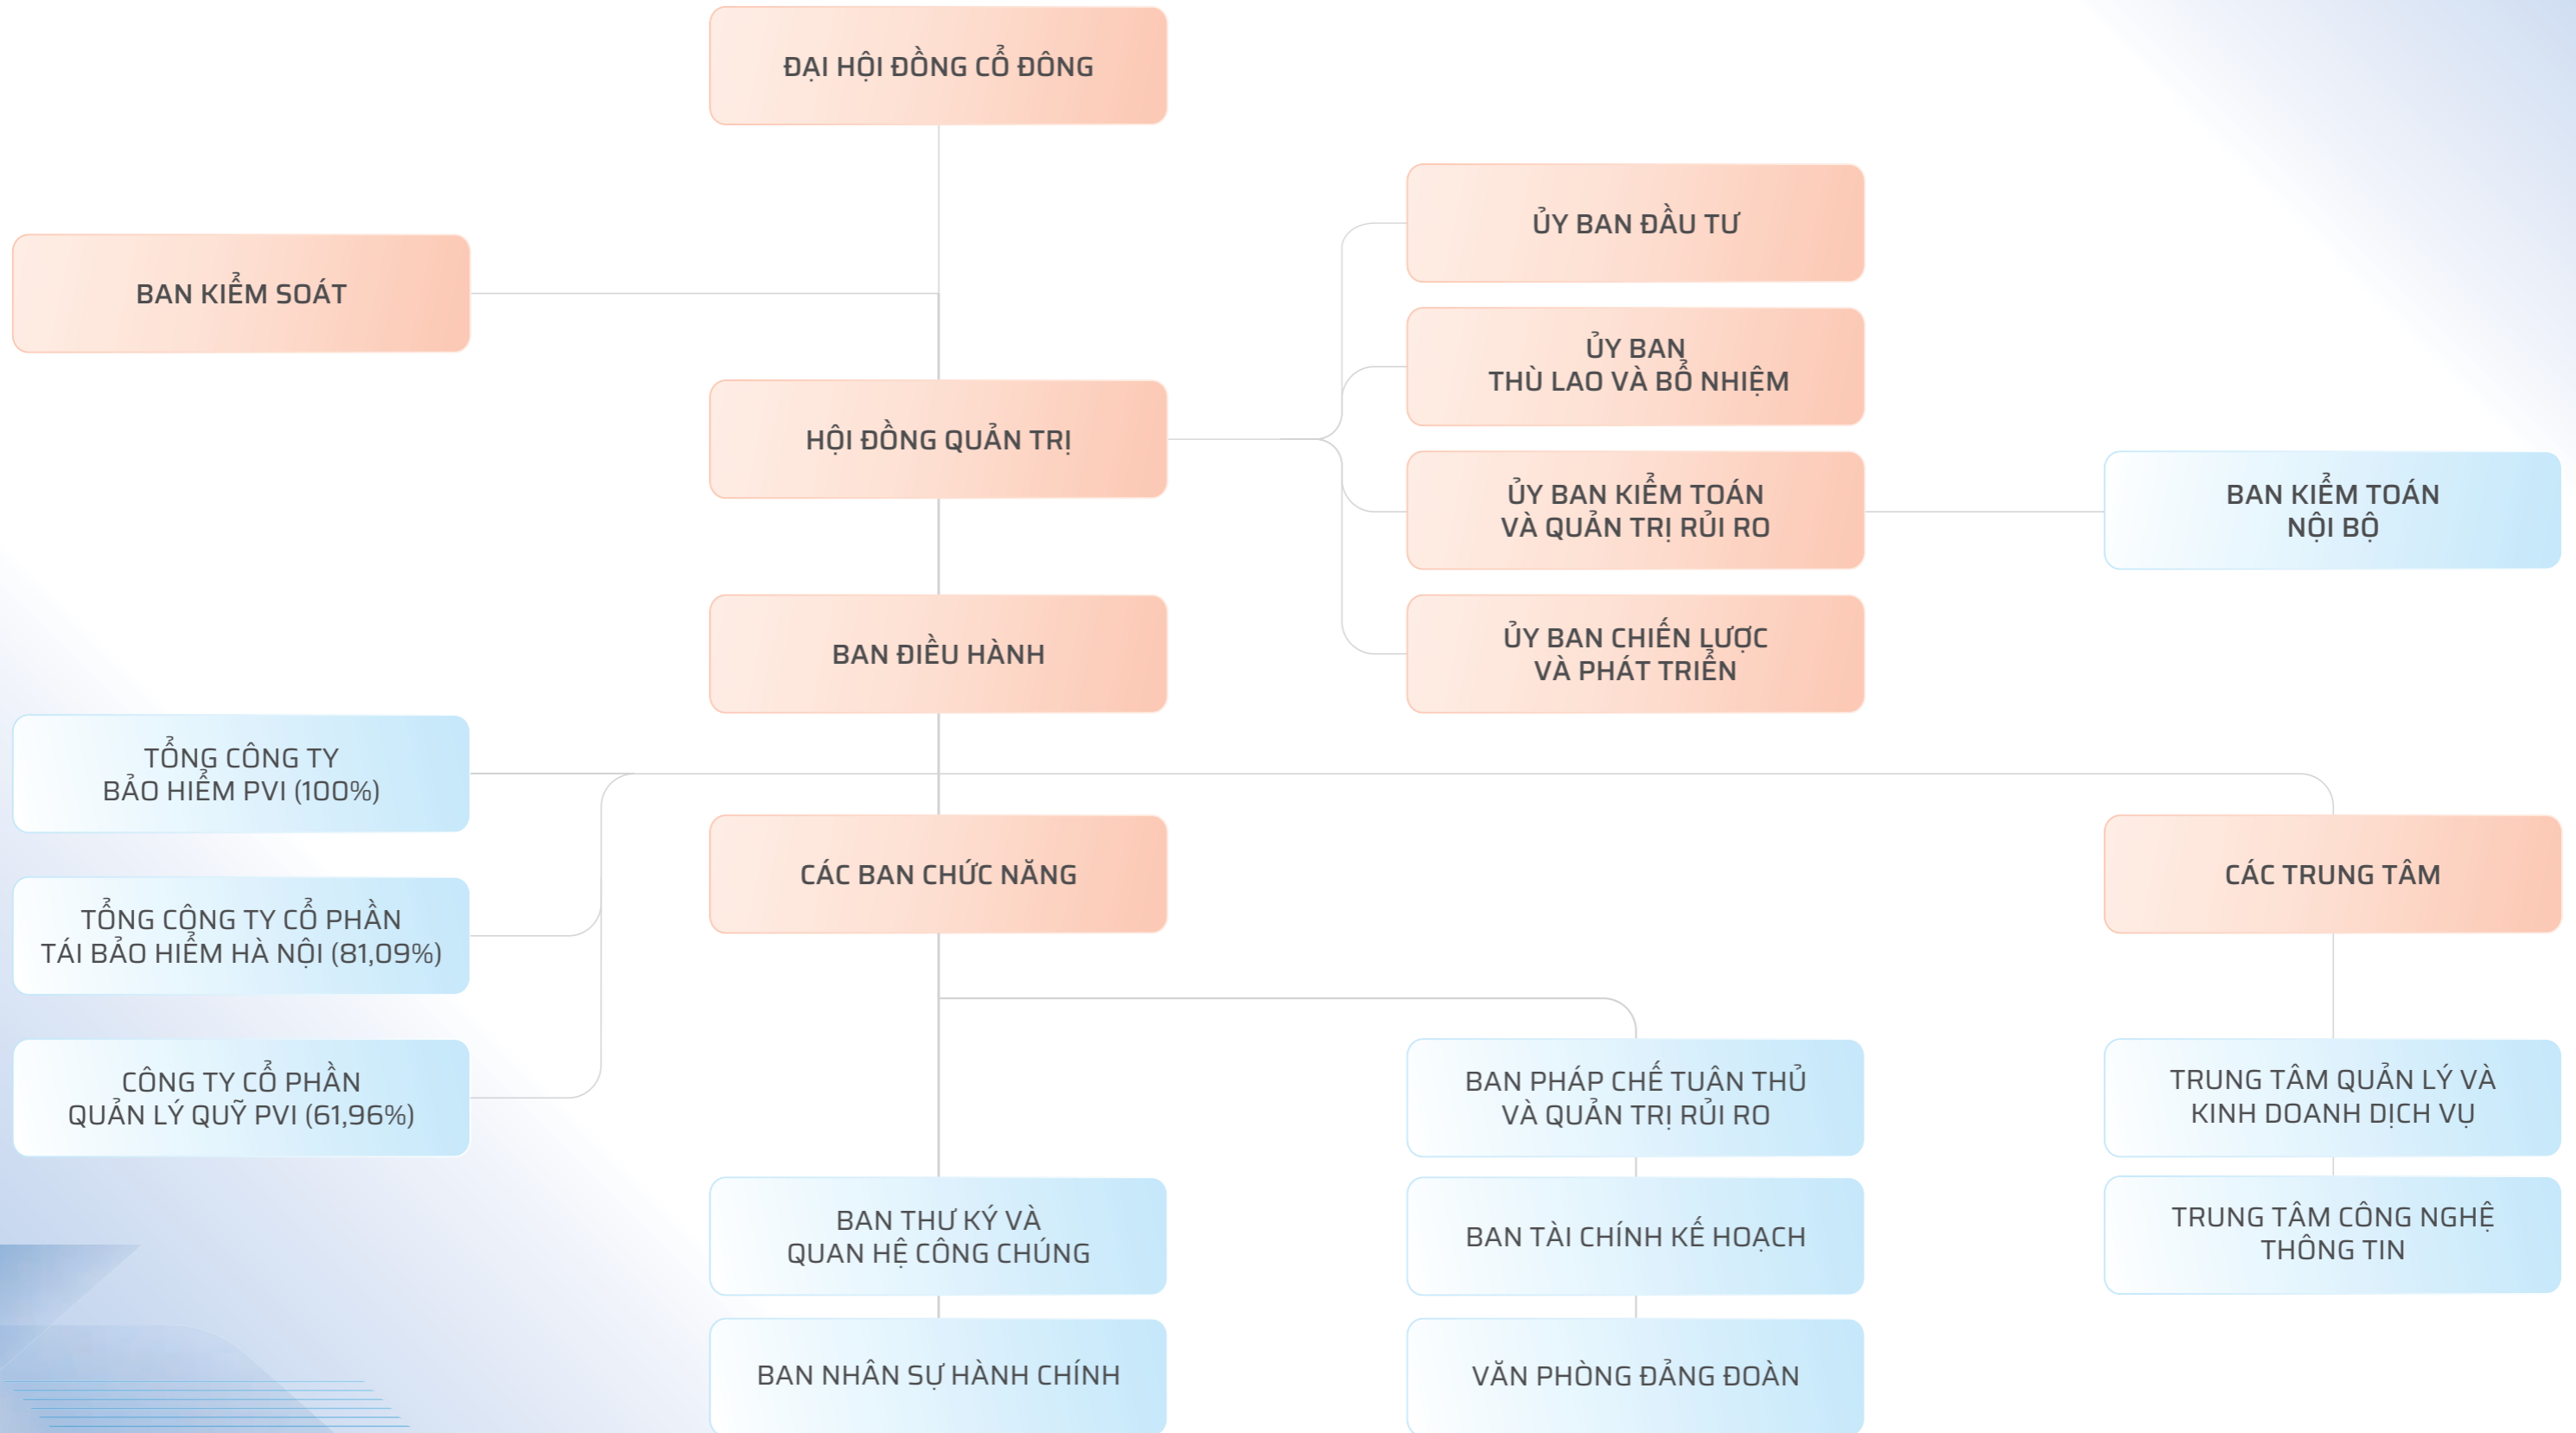 ĐẠI HỘI ĐỒNG CỔ ĐÔNG
BAN KIỂM SOÁT
HỘI ĐỒNG QUẢN TRỊ
ỦY BAN ĐẦU TƯ
ỦY BAN
THÙ LAO VÀ BỔ NHIỆM
ỦY BAN KIỂM TOÁN
VÀ QUẢN TRỊ RỦI RO
BAN KIỂM TOÁN
NỘI BỘ
ỦY BAN CHIẾN LƯỢC
VÀ PHÁT TRIỂN
BAN ĐIỀU HÀNH
TỔNG CÔNG TY
BẢO HIỂM PVI (100%)
TỔNG CÔNG TY CỔ PHẦN
TÁI BẢO HIỂM HÀ NỘI (81,09%)
CÔNG TY CỔ PHẦN
QUẢN LÝ QUỸ PVI (61,96%)
CÁC BAN CHỨC NĂNG
BAN THƯ KÝ VÀ
QUAN HỆ CÔNG CHÚNG
BAN NHÂN SỰ HÀNH CHÍNH
BAN PHÁP CHẾ TUÂN THỦ
VÀ QUẢN TRỊ RỦI RO
BAN TÀI CHÍNH KẾ HOẠCH
VĂN PHÒNG ĐẢNG ĐOÀN
CÁC TRUNG TÂM
TRUNG TÂM QUẢN LÝ VÀ
KINH DOANH DỊCH VỤ
TRUNG TÂM CÔNG NGHỆ
THÔNG TIN